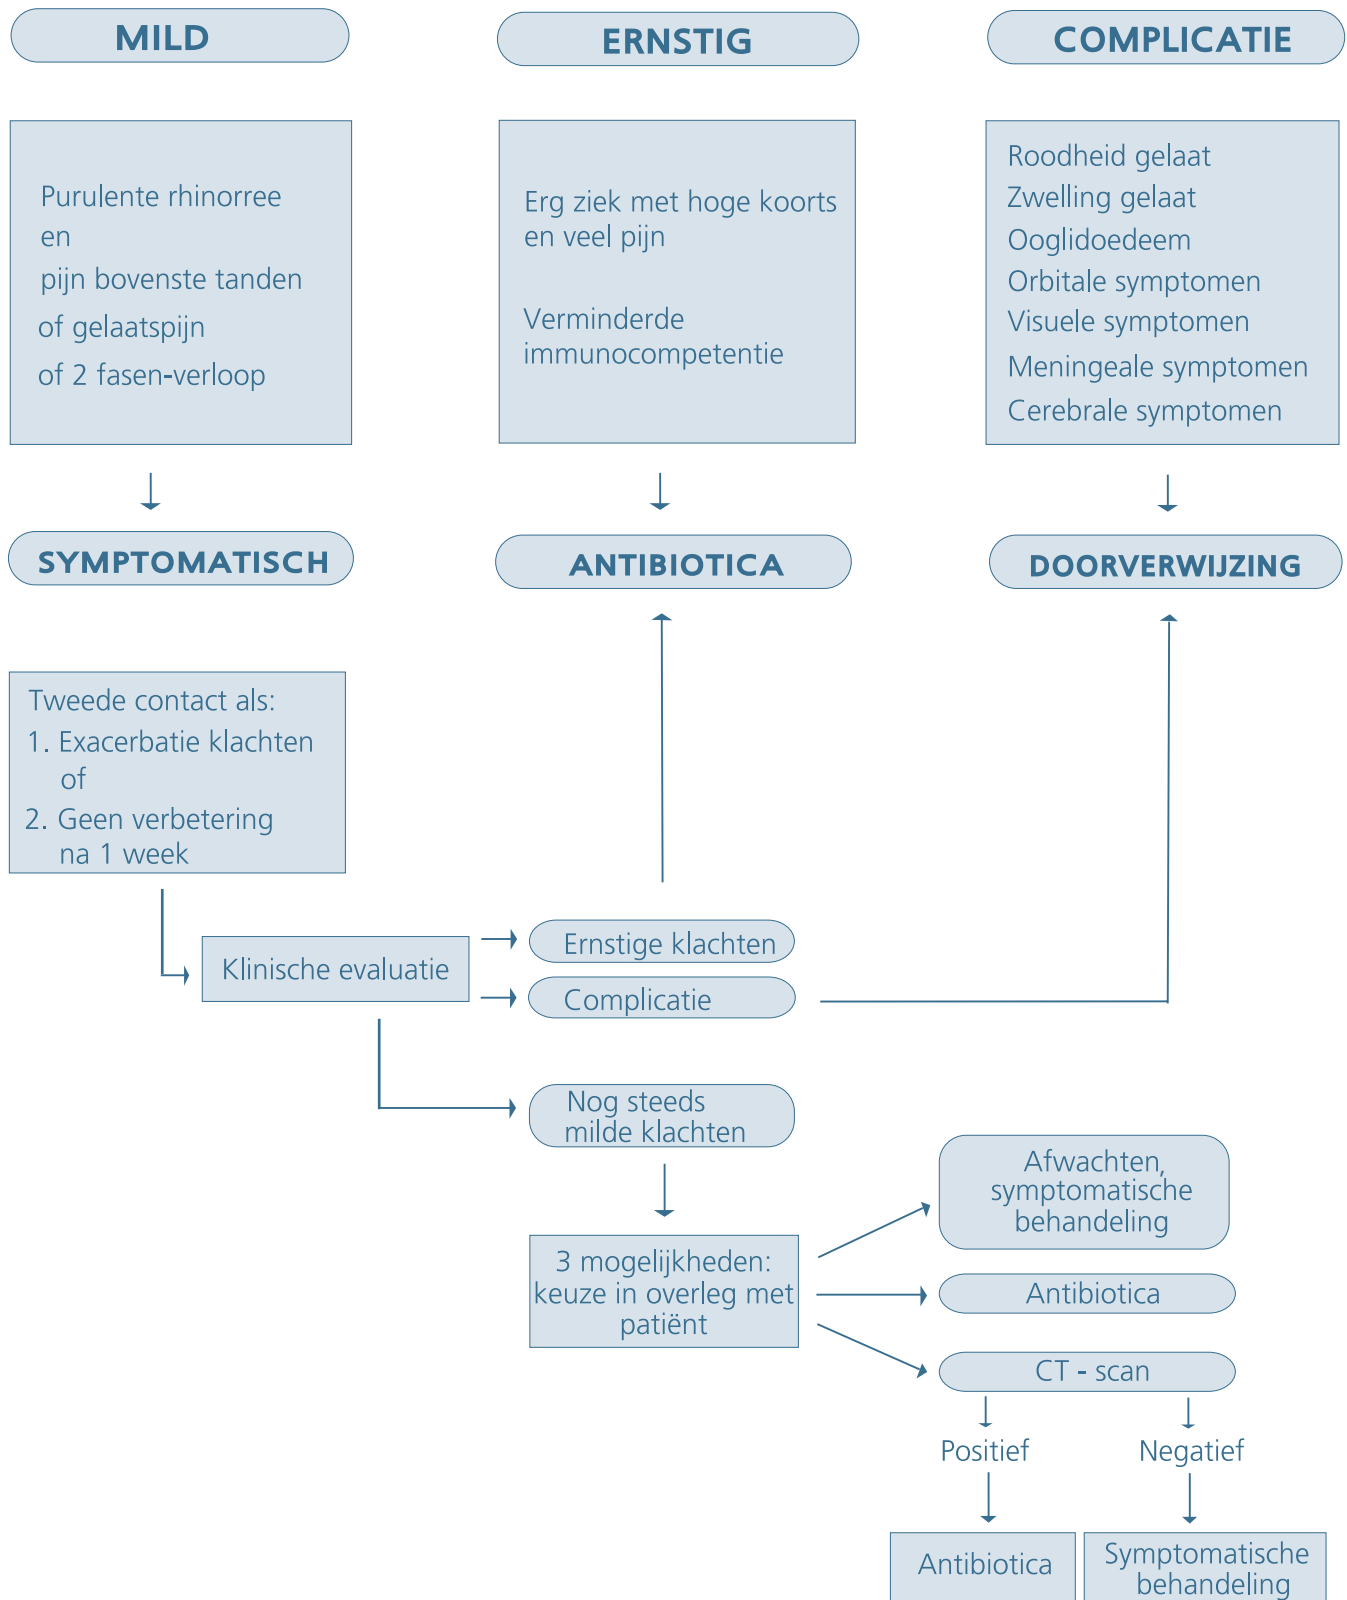 MILD
ERNSTIG
COMPLICATIE
Purulente rhinorree
en
pijn bovenste tanden
of gelaatspijn
of 2 fasen-verloop
Erg ziek met hoge koorts
en veel pijn
Verminderde
immunocompetentie
Roodheid gelaat
Zwelling gelaat
Ooglidoedeem
Orbitale symptomen
Visuele symptomen
Meningeale symptomen
Cerebrale symptomen
SYMPTOMATISCH
ANTIBIOTICA
DOORVERWIJZING
Tweede contact als:
1. Exacerbatie klachten
of
2. Geen verbetering
na 1 week
Klinische evaluatie
Ernstige klachten
Complicatie
Nog steeds
milde klachten
3 mogelijkheden:
keuze in overleg met
patiënt
Afwachten,
symptomatische
behandeling
Antibiotica
CT - scan
Positief
Negatief
Antibiotica
Symptomatische
behandeling